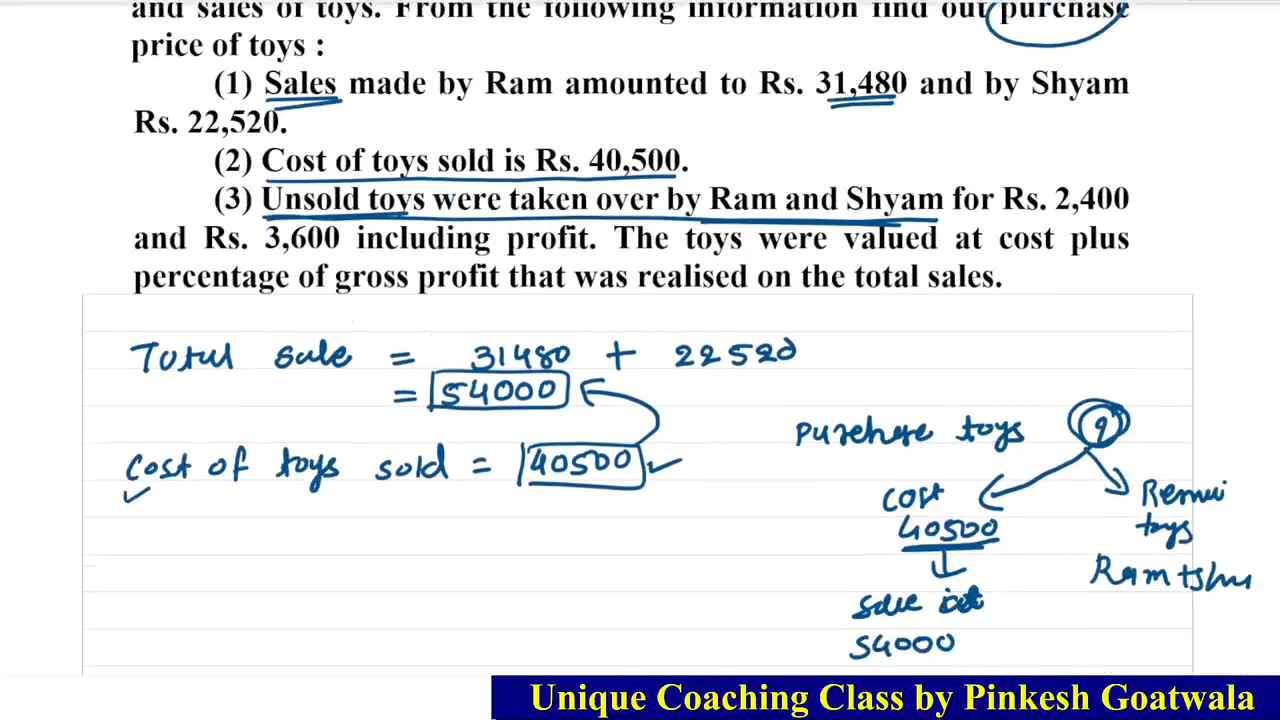 and sales of toys. From the following information find out purchase
price of toys :
(1) Sales made by Ram amounted to Rs. 31,480 and by Shyam
Rs. 22,520.
(2) Cost of toys sold is Rs. 40,500.
(3) Unsold toys were taken over by Ram and Shyam for Rs. 2,400
and Rs. 3,600 including profit. The toys were valued at cost plus
percentage of gross profit that was realised on the total sales.
Total sale = 31480 + 22520
= 54000
Cost of toys sold = 40500
purchase toys ?
cost
40500
sale
54000
toys
Ram +
Unique Coaching Class by Pinkesh Goatwala